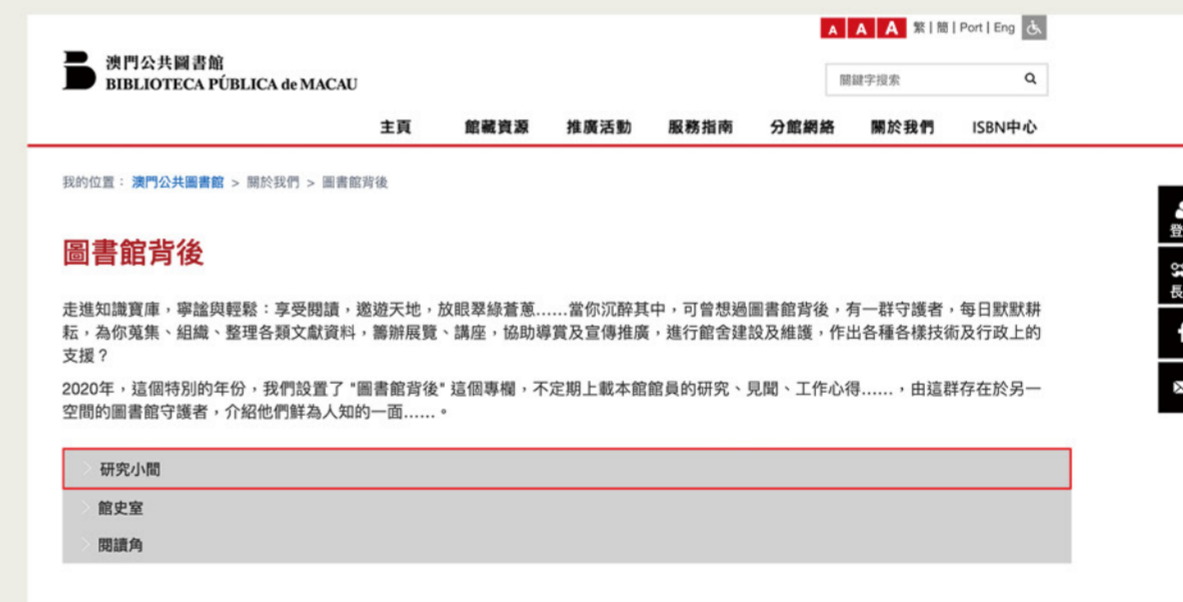 A A A 繁 | 簡 | Port | Eng
澳門公共圖書館
BIBLIOTECA PÚBLICA de MACAU
關鍵字搜索
主頁 館藏資源 推廣活動 服務指南 分館網絡 關於我們 ISBN中心
我的位置： 澳門公共圖書館 > 關於我們 > 圖書館背後
圖書館背後
走進知識寶庫，寧謐與輕鬆：享受閱讀，邀遊天地，放眼翠綠蒼蔥……當你沉醉其中，可曾想過圖書館背後，有一群守護者，每日默默耕
耘，為你蒐集、組織、整理各類文獻資料，籌辦展覽、講座，協助導賞及宣傳推廣，進行館舍建設及維護，作出各種各樣技術及行政上的
支援？
2020年，這個特別的年份，我們設置了 "圖書館背後" 這個專欄，不定期上載本館館員的研究、見聞、工作心得……，由這群存在於另一
空間的圖書館守護者，介紹他們鮮為人知的一面……。
研究小間
館史室
閱讀角
登
長